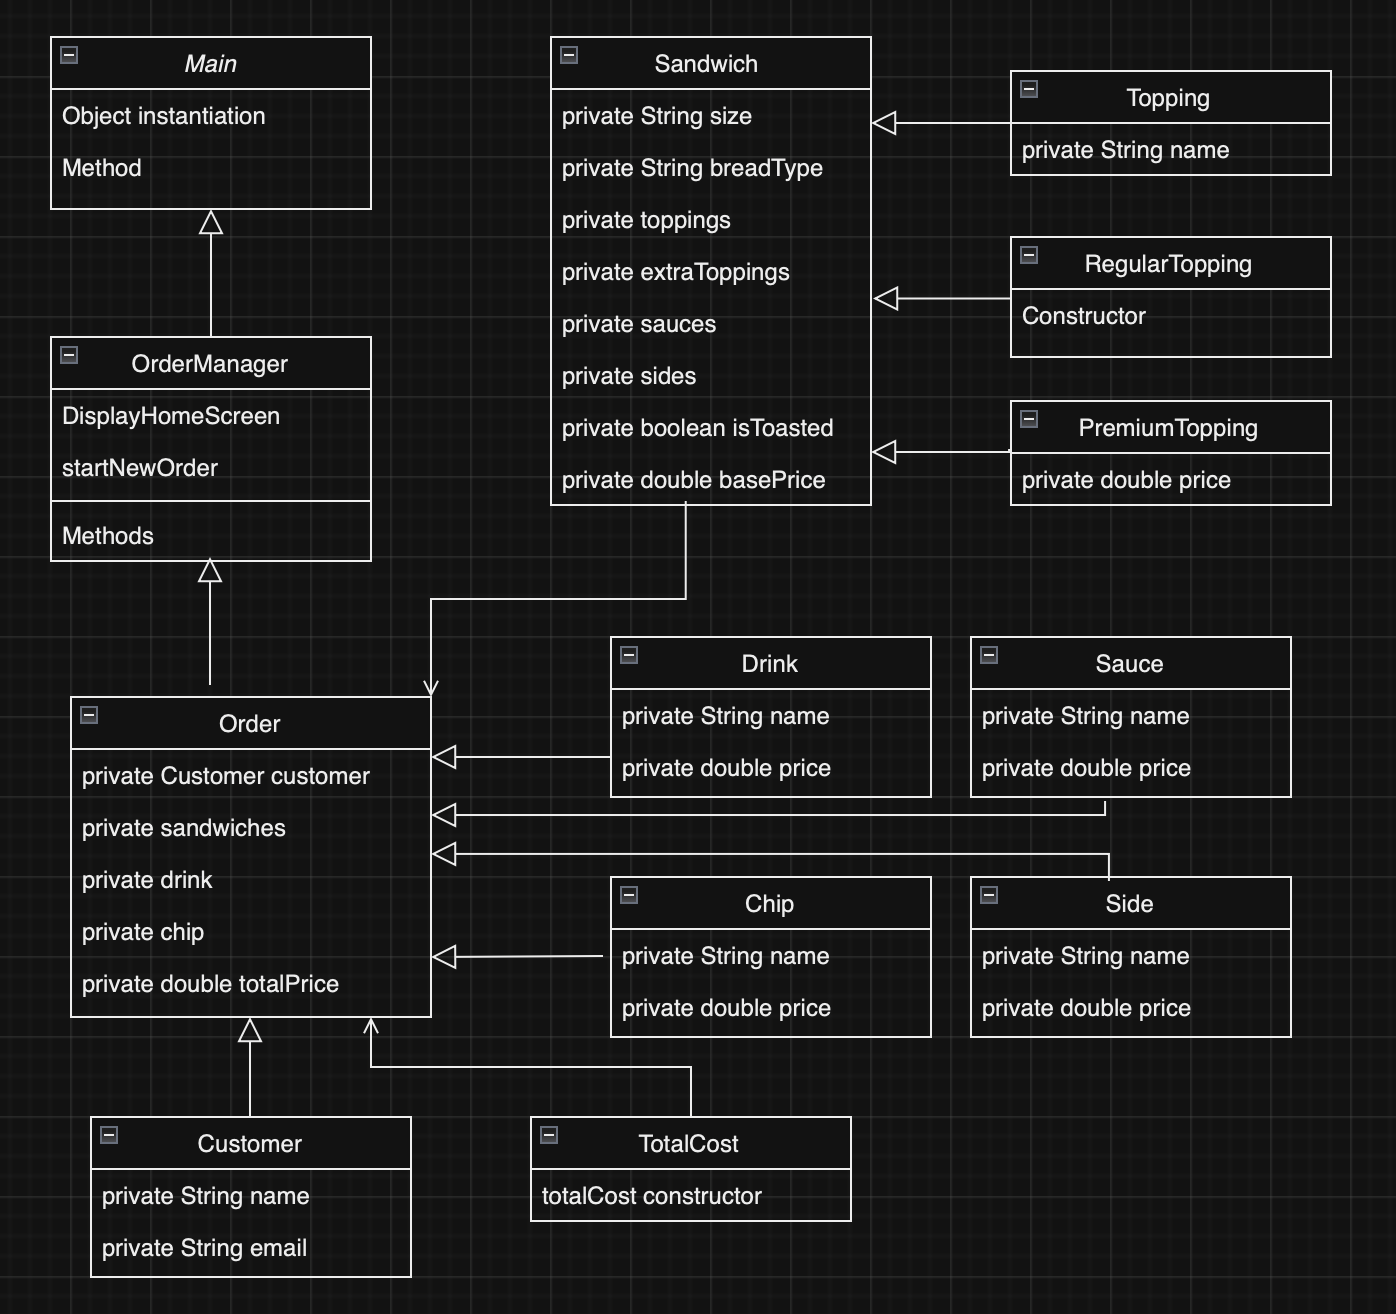 Main
Object instantiation
Method
OrderManager
DisplayHomeScreen
startNewOrder
Methods
Sandwich
private String size
private String breadType
private toppings
private extraToppings
private sauces
private sides
private boolean isToasted
private double basePrice
Topping
private String name
RegularTopping
Constructor
PremiumTopping
private double price
Order
private Customer customer
private sandwiches
private drink
private chip
private double totalPrice
Drink
private String name
private double price
Sauce
private String name
private double price
Chip
private String name
private double price
Side
private String name
private double price
Customer
private String name
private String email
TotalCost
totalCost constructor